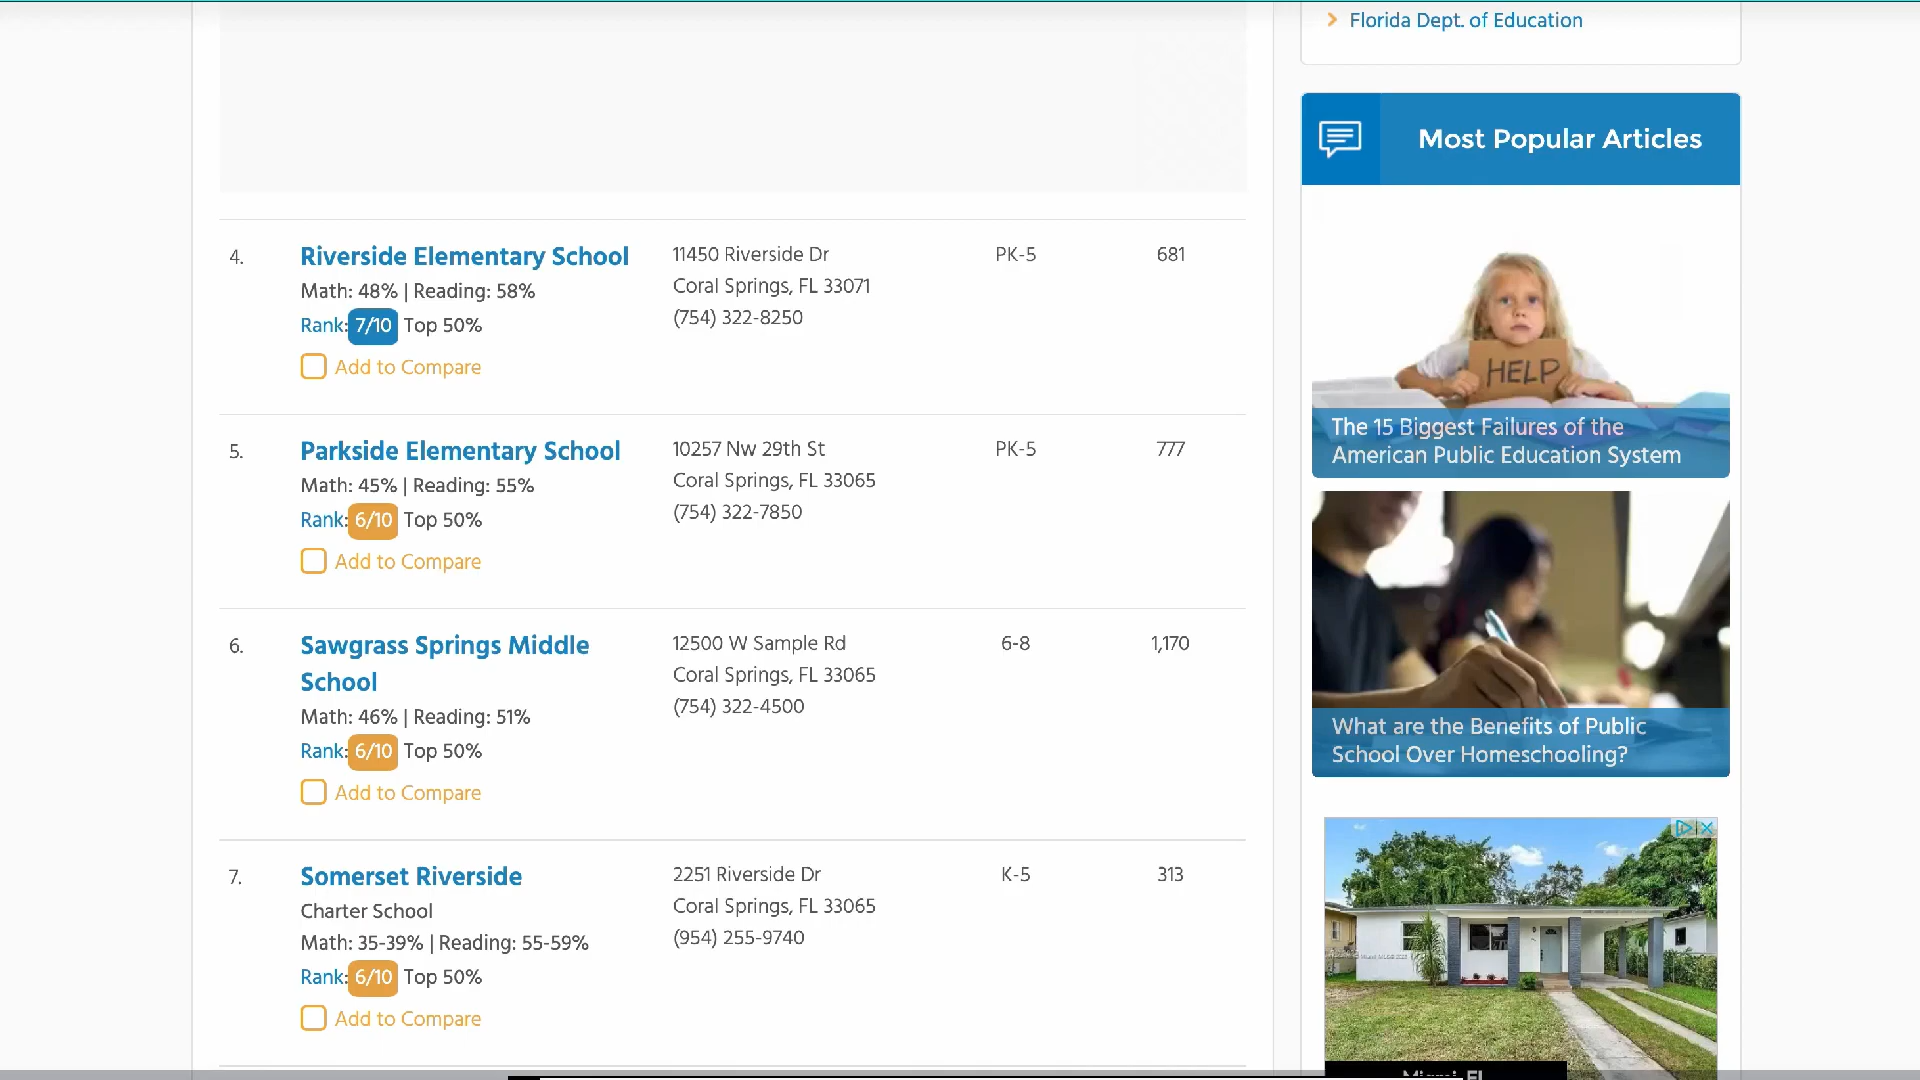 Florida Dept. of Education
Most Popular Articles
4.
Riverside Elementary School
Math: 48% | Reading: 58%
Rank: 7/10 Top 50%
Add to Compare
11450 Riverside Dr
Coral Springs, FL 33071
(754) 322-8250
PK-5
681
5.
Parkside Elementary School
Math: 45% | Reading: 55%
Rank: 6/10 Top 50%
Add to Compare
10257 Nw 29th St
Coral Springs, FL 33065
(754) 322-7850
PK-5
777
6.
Sawgrass Springs Middle
School
Math: 46% | Reading: 51%
Rank: 6/10 Top 50%
Add to Compare
12500 W Sample Rd
Coral Springs, FL 33065
(754) 322-4500
6-8
1,170
7.
Somerset Riverside
Charter School
Math: 35-39% | Reading: 55-59%
Rank: 6/10 Top 50%
Add to Compare
2251 Riverside Dr
Coral Springs, FL 33065
(954) 255-9740
K-5
313
HELP
The 15 Biggest Failures of the
American Public Education System
What are the Benefits of Public
School Over Homeschooling?